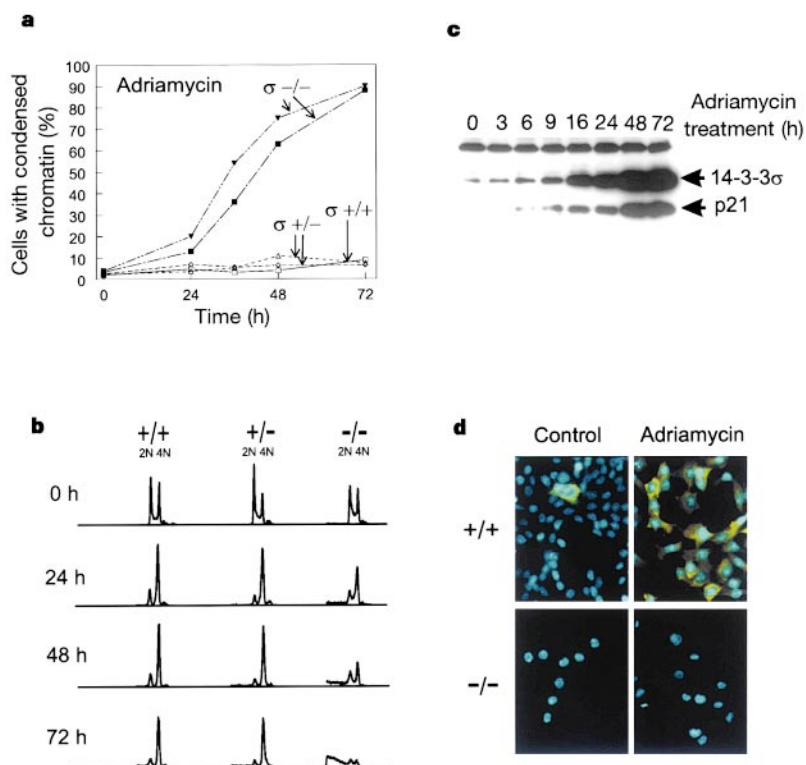 a
Adriamycin
σ –/–
σ +/–
σ +/+
100
90
80
70
60
50
40
30
20
10
0
Cells with condensed
chromatin (%)
0 24 48 72
Time (h)
c
Adriamycin
treatment (h)
0 3 6 9 16 24 48 72
14-3-3σ
p21
b
+/+ +/- -/-
2N 4N 2N 4N 2N 4N
0 h
24 h
48 h
72 h
d
Control Adriamycin
+/+
-/-